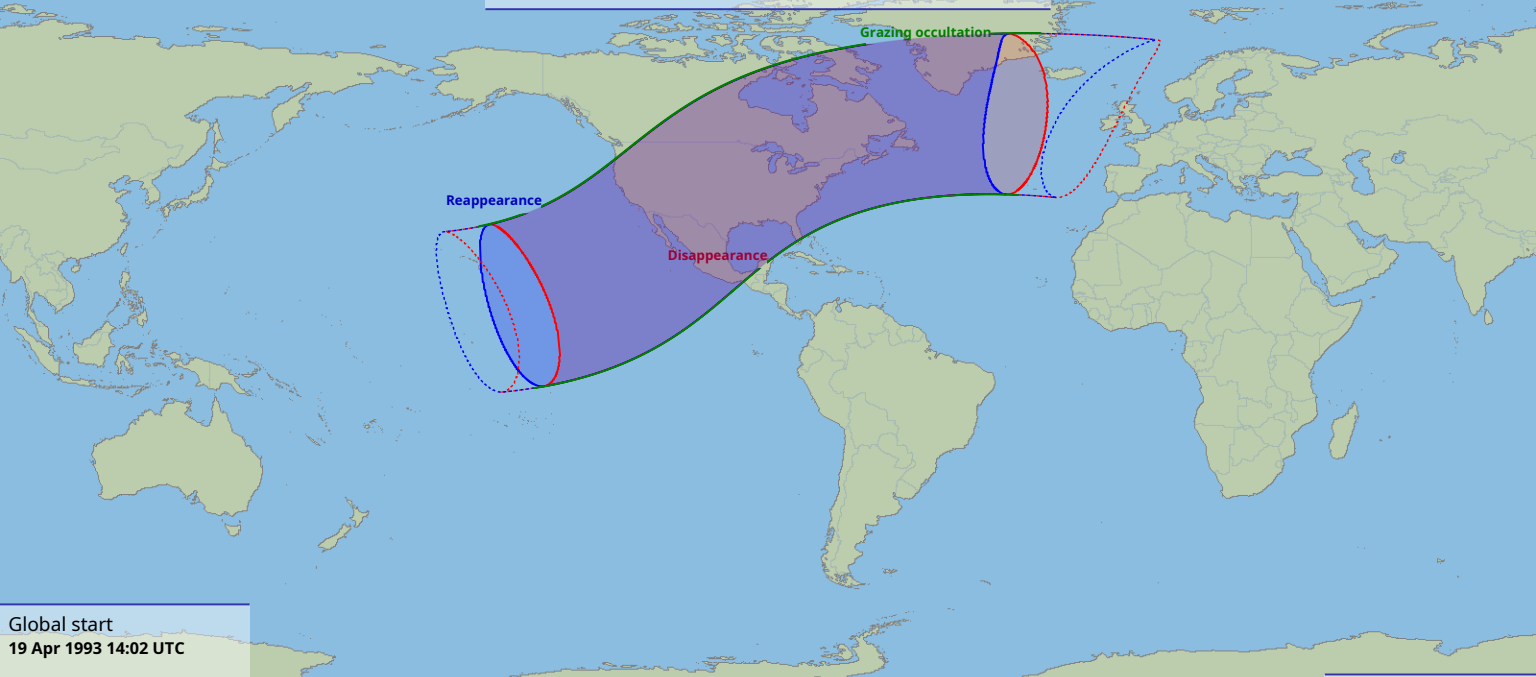 Grazing occultation
Reappearance
Disappearance
Global start
19 Apr 1993 14:02 UTC